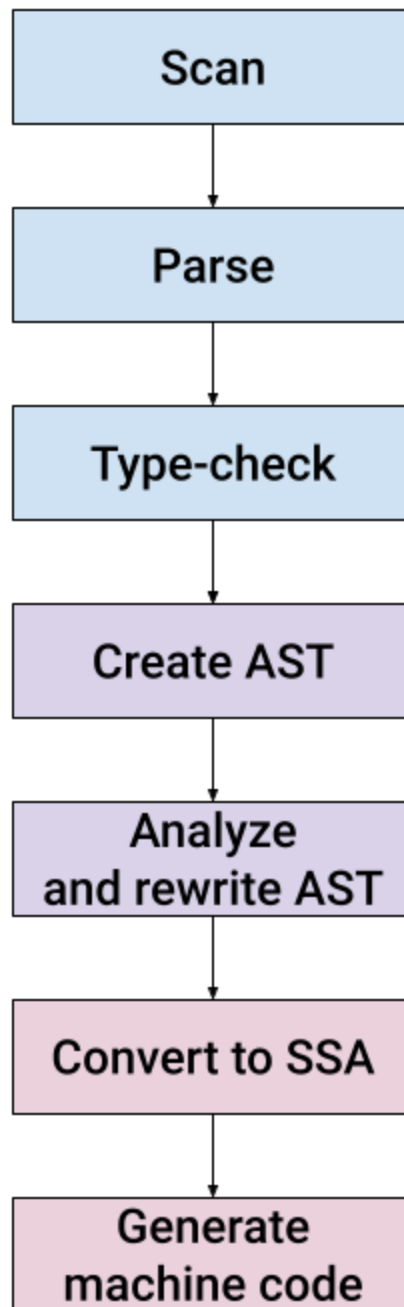 Scan
Parse
Type-check
Create AST
Analyze
and rewrite AST
Convert to SSA
Generate
machine code